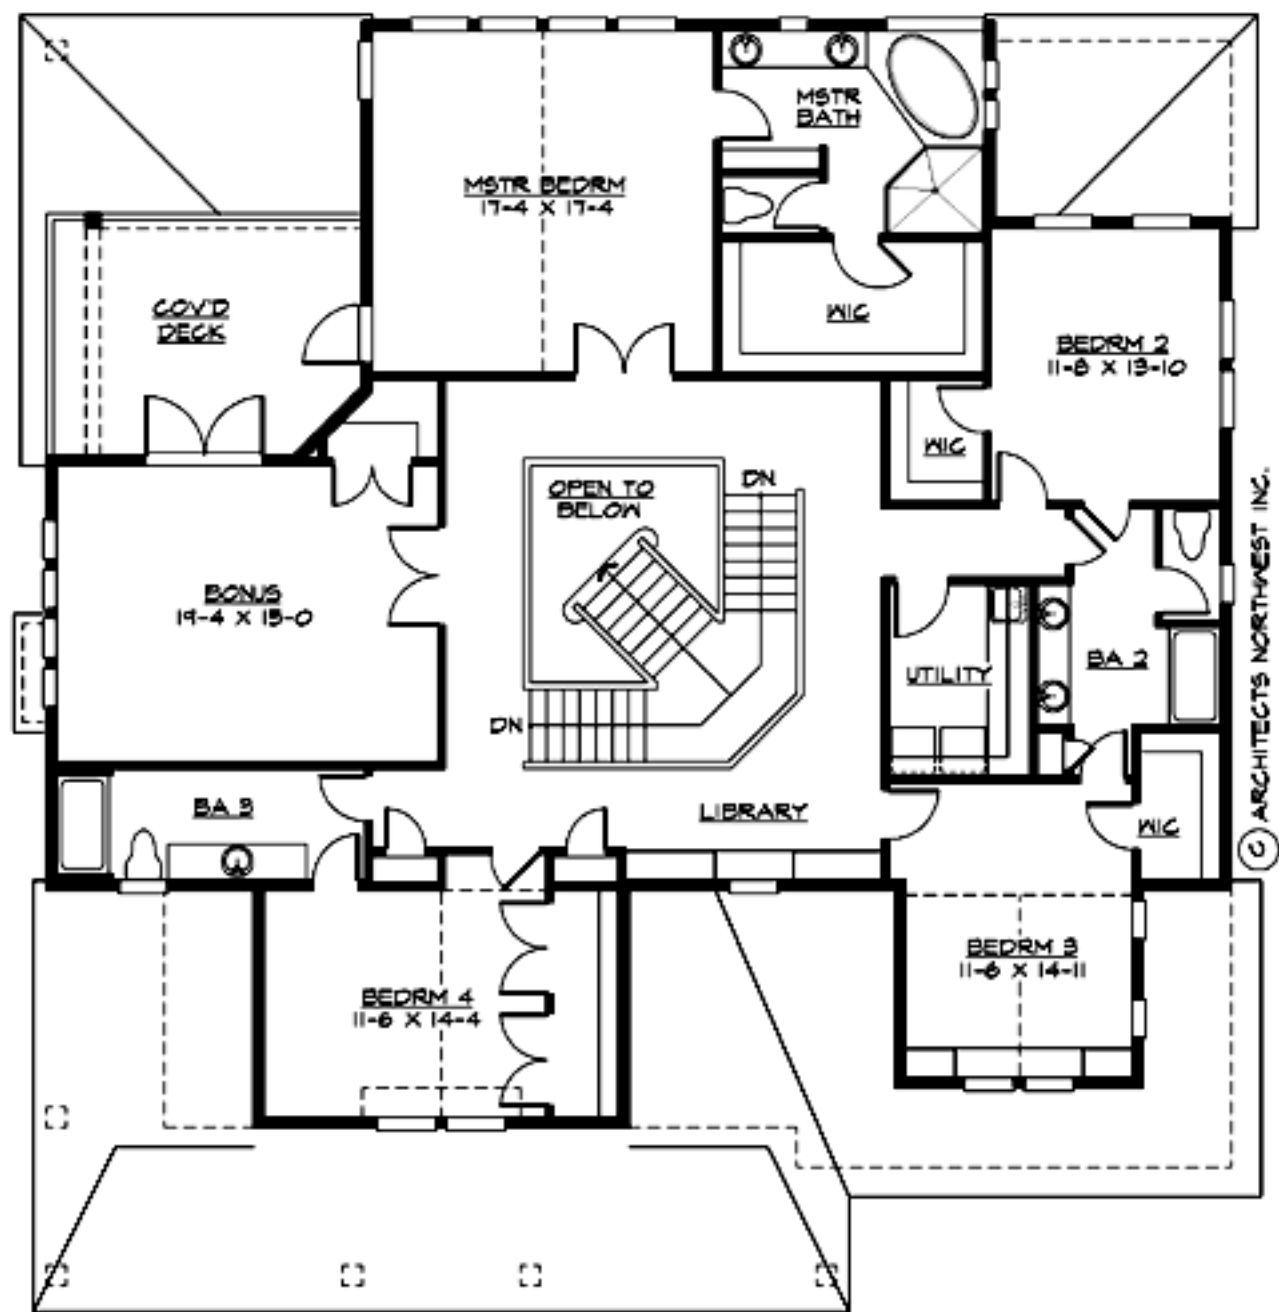 MSTR
BATH
MSTR BEDRM
17-4 X 17-4
COV'D
DECK
WIC
BEDRM 2
11-8 X 13-10
WIC
DN
OPEN TO
BELOW
BONUS
19-4 X 15-0
UTILITY
BA 2
DN
BA 3
LIBRARY
WIC
BEDRM 3
11-6 X 14-11
BEDRM 4
11-6 X 14-4
© ARCHITECTS NORTHWEST INC.